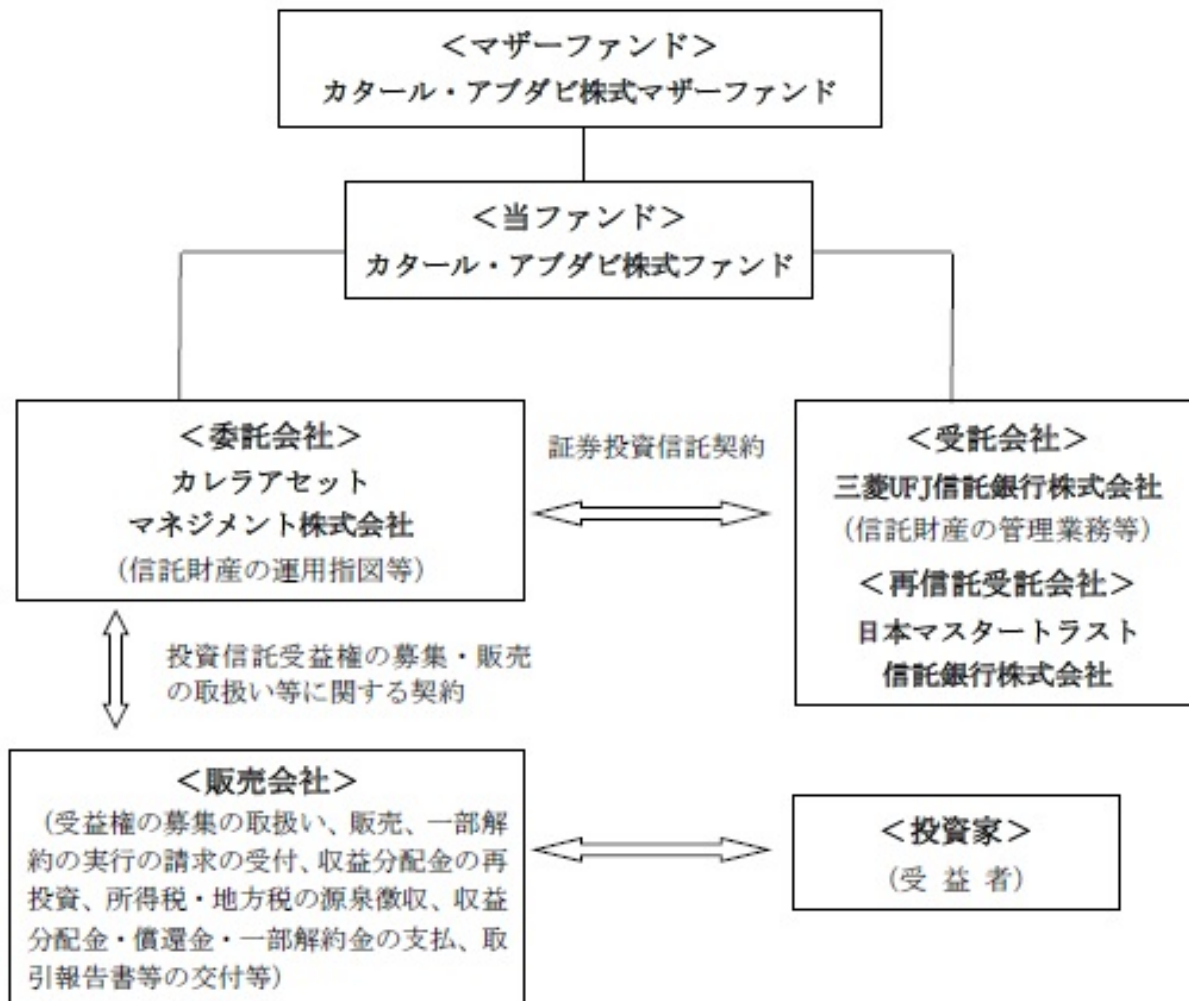 ＜マザーファンド＞
カタール・アブダビ株式マザーファンド
＜当ファンド＞
カタール・アブダビ株式ファンド
＜委託会社＞
カレラアセット
マネジメント株式会社
（信託財産の運用指図等）
証券投資信託契約
＜受託会社＞
三菱UFJ信託銀行株式会社
（信託財産の管理業務等）
＜再信託受託会社＞
日本マスタートラスト
信託銀行株式会社
投資信託受益権の募集・販売
の取扱い等に関する契約
＜販売会社＞
（受益権の募集の取扱い、販売、一部解
約の実行の請求の受付、収益分配金の再
投資、所得税・地方税の源泉徴収、収益
分配金・償還金・一部解約金の支払、取
引報告書等の交付等）
＜投資家＞
（受 益 者）